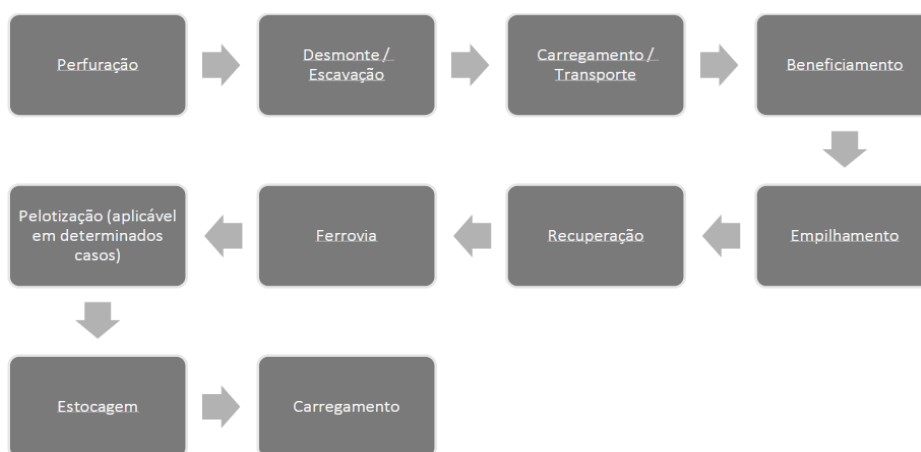 Perfuração
Desmonte /
Escavação
Carregamento /
Transporte
Beneficiamento
Pelotização (aplicável
em determinados
casos)
Ferrovia
Recuperação
Empilhamento
Estocagem
Carregamento